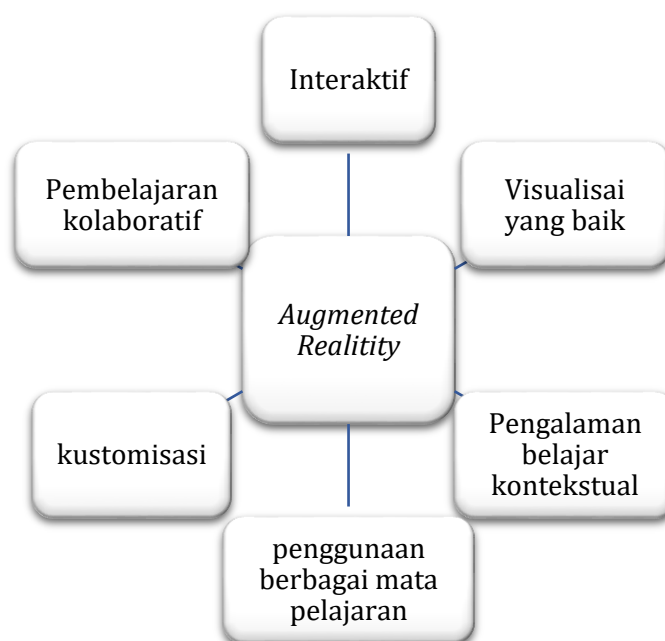 Interaktif
Pembelajaran
kolaboratif
Visualisai
yang baik
Augmented
Realitity
kustomisasi
Pengalaman
belajar
kontekstual
penggunaan
berbagai mata
pelajaran